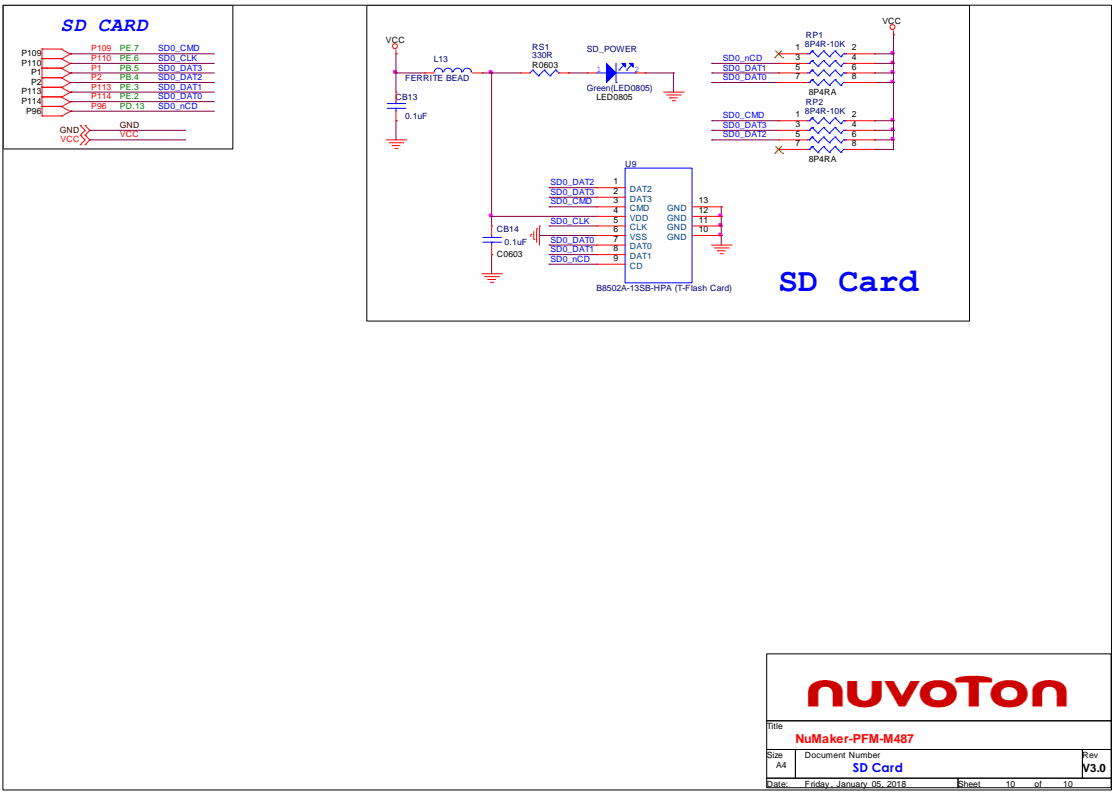 SD CARD
P109 P109 PE.7 SD0_CMD
P110 P110 PE.6 SD0_CLK
P1 P1 PB.5 SD0_DAT3
P2 P2 PB.4 SD0_DAT2
P113 P113 PE.3 SD0_DAT1
P114 P114 PE.2 SD0_DAT0
P96 P96 PD.13 SD0_nCD
GND GND
VCC VCC
VCC
L13
FERRITE BEAD
CB13
0.1uF
RS1
330R
R0603
SD_POWER
1 2
Green(LED0805)
LED0805
VCC
RP1
8P4R-10K
1 2
SD0_nCD 3 4
SD0_DAT1 5 6
SD0_DAT0 7 8
8P4RA
RP2
8P4R-10K
SD0_CMD 1 2
SD0_DAT3 3 4
SD0_DAT2 5 6
7 8
8P4RA
U9
SD0_DAT2 1 DAT2
SD0_DAT3 2 DAT3
SD0_CMD 3 CMD GND 13
4 VDD GND 12
SD0_CLK 5 CLK GND 11
6 VSS GND 10
SD0_DAT0 7 DAT0
SD0_DAT1 8 DAT1
SD0_nCD 9 CD
CB14
0.1uF
C0603
B8502A-13SB-HPA (T-Flash Card)
SD Card
nuvoTon
Title
NuMaker-PFM-M487
Size Document Number Rev
A4 SD Card V3.0
Date: Friday, January 05, 2018 Sheet 10 of 10